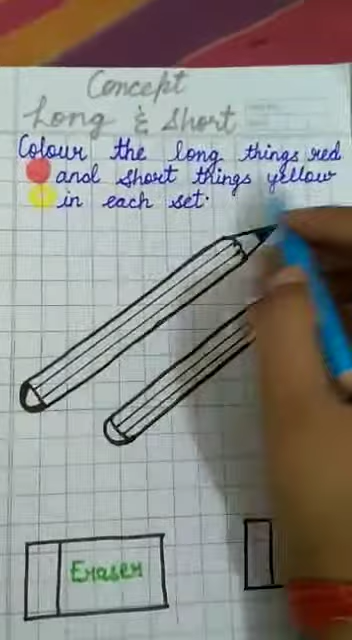 Concept
Long & Short
Colour the long things red
and short things yellow
in each set.
Eraser